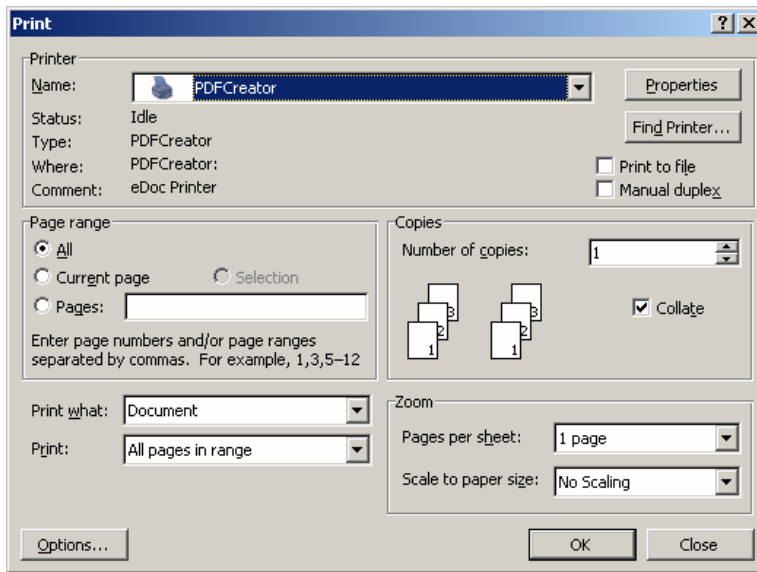 Print
Printer
Name: PDFCreator Properties
Status: Idle
Find Printer...
Type: PDFCreator
Where: PDFCreator: Print to file
Comment: eDoc Printer Manual duplex
Page range
All
Current page Selection
Pages:
Enter page numbers and/or page ranges
separated by commas. For example, 1,3,5–12
Copies
Number of copies: 1
3 3
2 2
1 1
Collate
Print what: Document
Print: All pages in range
Zoom
Pages per sheet: 1 page
Scale to paper size: No Scaling
Options... OK Close